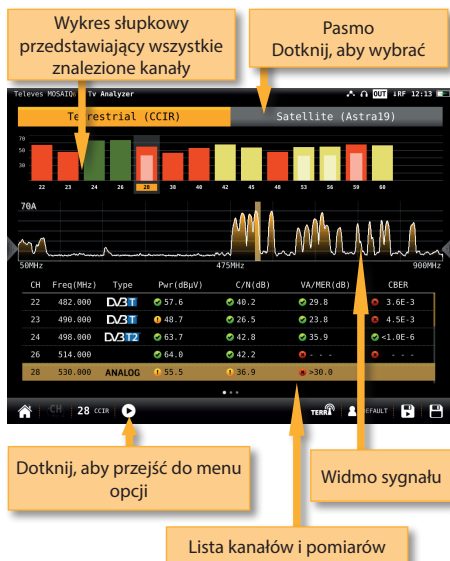 Wykres słupkowy
przedstawiający wszystkie
znalezione kanały
Pasmo
Dotknij, aby wybrać
Televes MOSAIQ TV Analyzer
OUT ↓RF 12:13
Terrestrial (CCIR)
Satellite (Astra19)
70
50
30
22 23 24 26 28 38 40 42 45 48 53 56 59 60
70A
50MHz 475MHz 900MHz
CH Freq(MHz) Type Pwr(dBµV) C/N(dB) VA/MER(dB) CBER
22 482.000 DVB T 57.6 40.2 29.8 3.6E-3
23 490.000 DVB T 48.7 26.5 23.8 4.5E-3
24 498.000 DVB T2 63.7 42.8 35.9 <1.0E-6
26 514.000 64.0 42.2 - - - - - -
28 530.000 ANALOG 55.5 36.9 >30.0
CH 28 CCIR TERRA DEFAULT
Dotknij, aby przejść do menu
opcji
Widmo sygnału
Lista kanałów i pomiarów